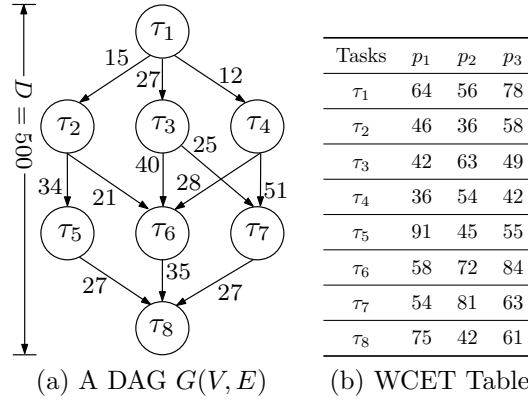 D = 500
τ1
15
27
12
τ2
τ3
τ4
25
34
21
40
28
51
τ5
τ6
τ7
27
35
27
τ8
(a) A DAG G(V, E)
Tasks p1 p2 p3
τ1 64 56 78
τ2 46 36 58
τ3 42 63 49
τ4 36 54 42
τ5 91 45 55
τ6 58 72 84
τ7 54 81 63
τ8 75 42 61
(b) WCET Table